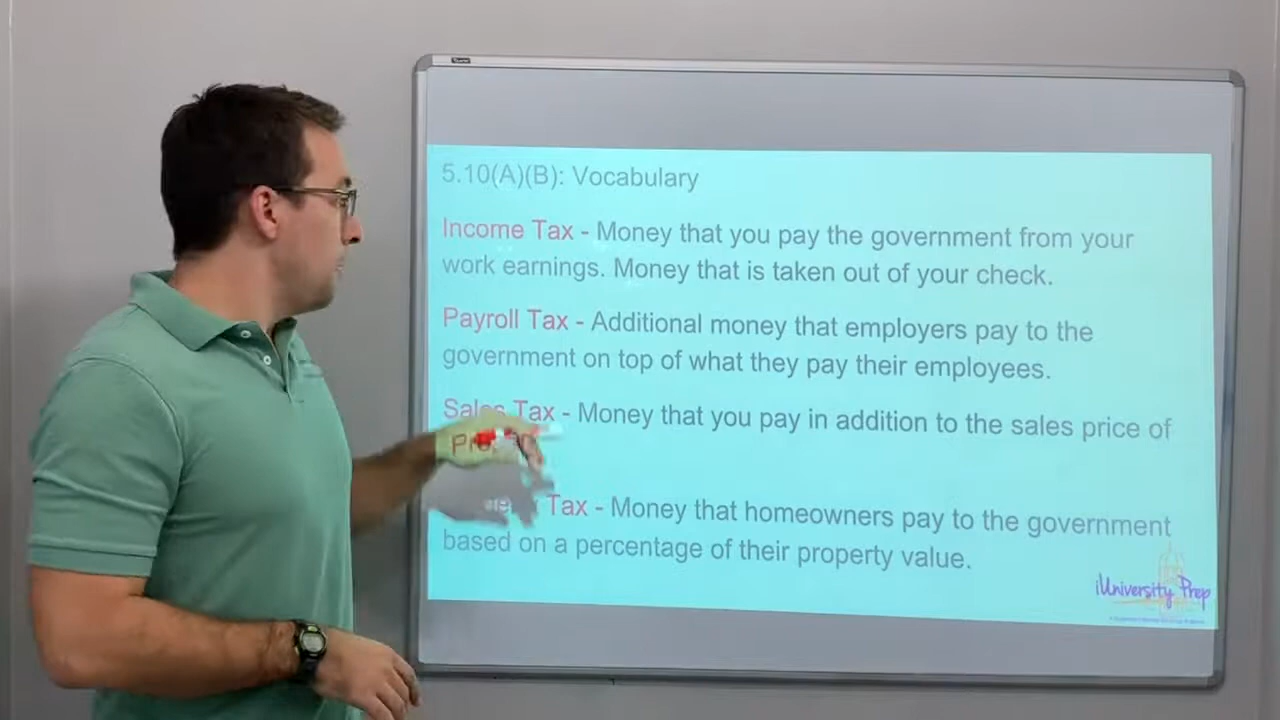 5.10(A)(B): Vocabulary
Income Tax - Money that you pay the government from your
work earnings. Money that is taken out of your check.
Payroll Tax - Additional money that employers pay to the
government on top of what they pay their employees.
Sales Tax - Money that you pay in addition to the sales price of
Tax - Money that homeowners pay to the government
based on a percentage of their property value.
iUniversity Prep